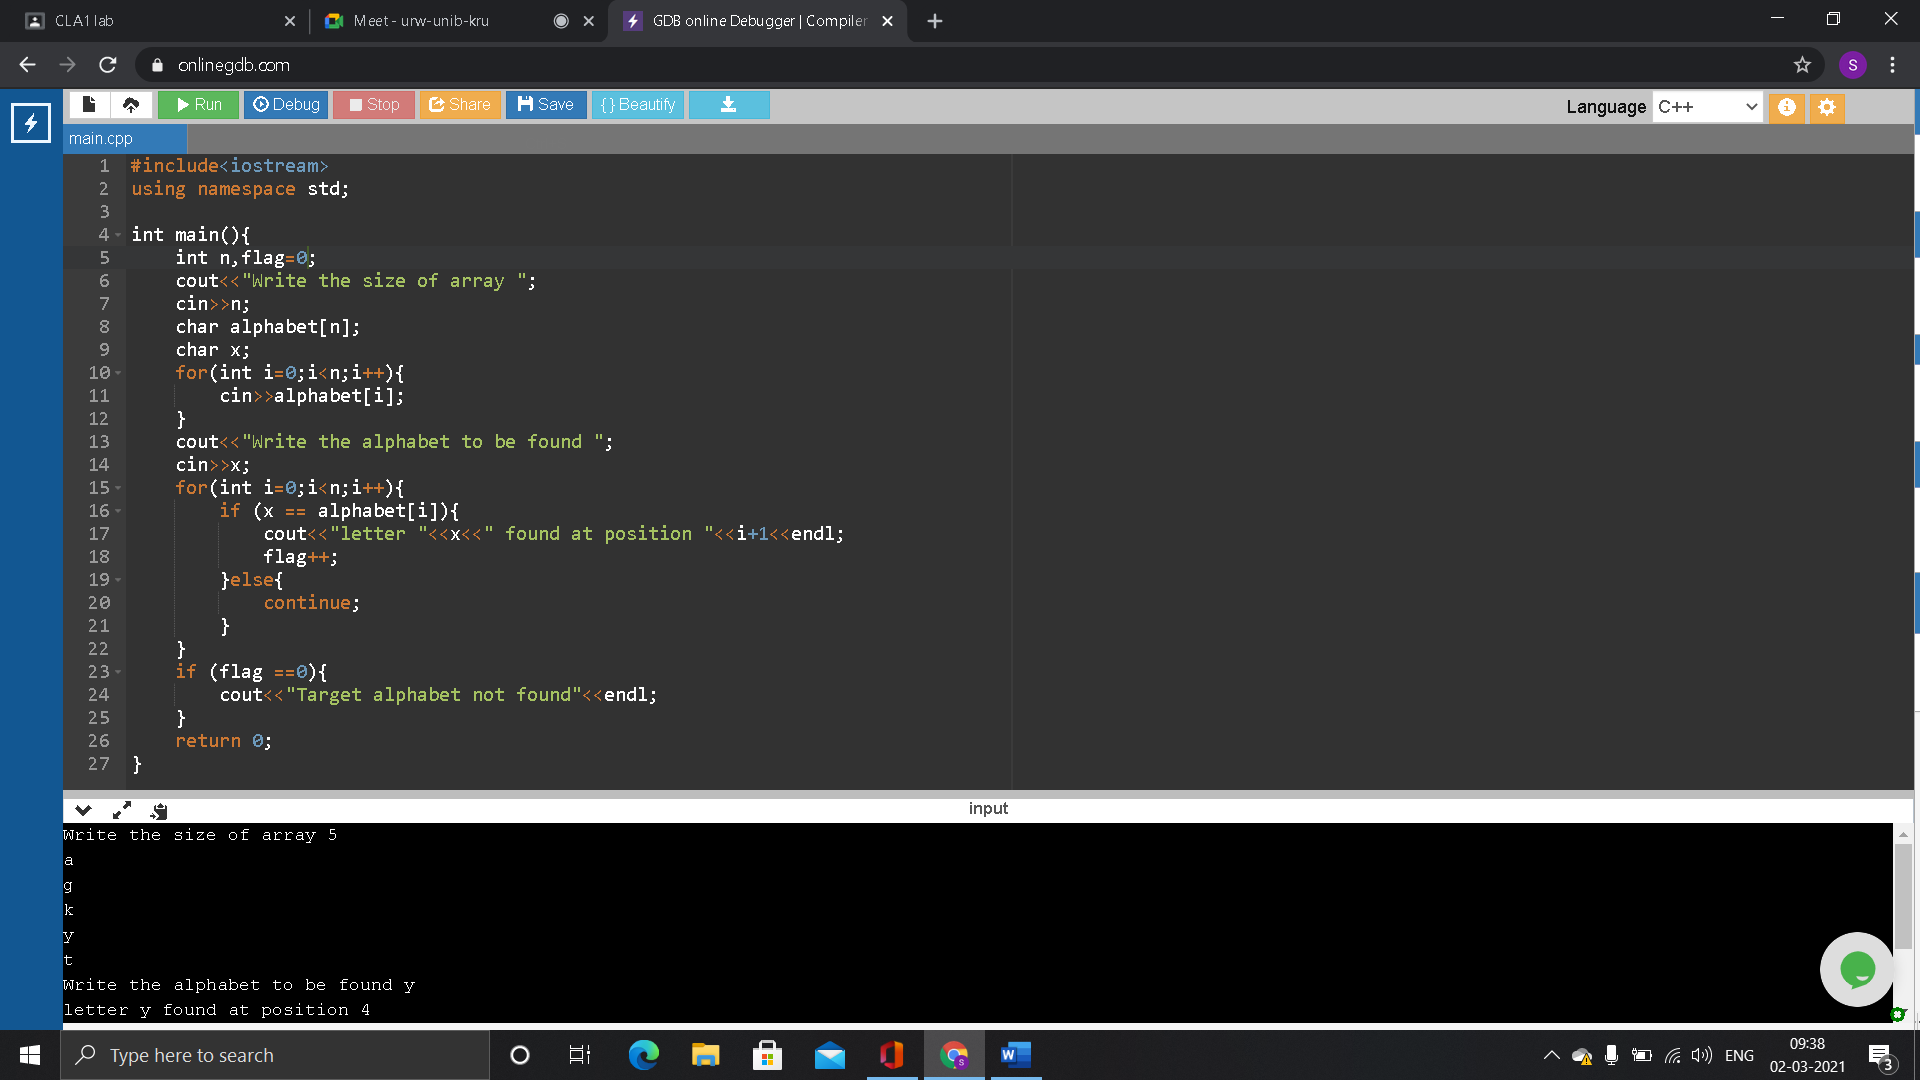 CLA1 lab
Meet - urw-unib-kru
GDB online Debugger | Compiler
onlinegdb.com
S
Run
Debug
Stop
Share
Save
{ } Beautify
Language
C++
main.cpp
1 #include<iostream>
2 using namespace std;
3
4 int main(){
5 int n,flag=0;
6 cout<<"Write the size of array ";
7 cin>>n;
8 char alphabet[n];
9 char x;
10 for(int i=0;i<n;i++){
11 cin>>alphabet[i];
12 }
13 cout<<"Write the alphabet to be found ";
14 cin>>x;
15 for(int i=0;i<n;i++){
16 if (x == alphabet[i]){
17 cout<<"letter "<<x<<" found at position "<<i+1<<endl;
18 flag++;
19 }else{
20 continue;
21 }
22 }
23 if (flag ==0){
24 cout<<"Target alphabet not found"<<endl;
25 }
26 return 0;
27 }
input
Write the size of array 5
a
g
k
y
t
Write the alphabet to be found y
letter y found at position 4
Type here to search
ENG
09:38
02-03-2021
3